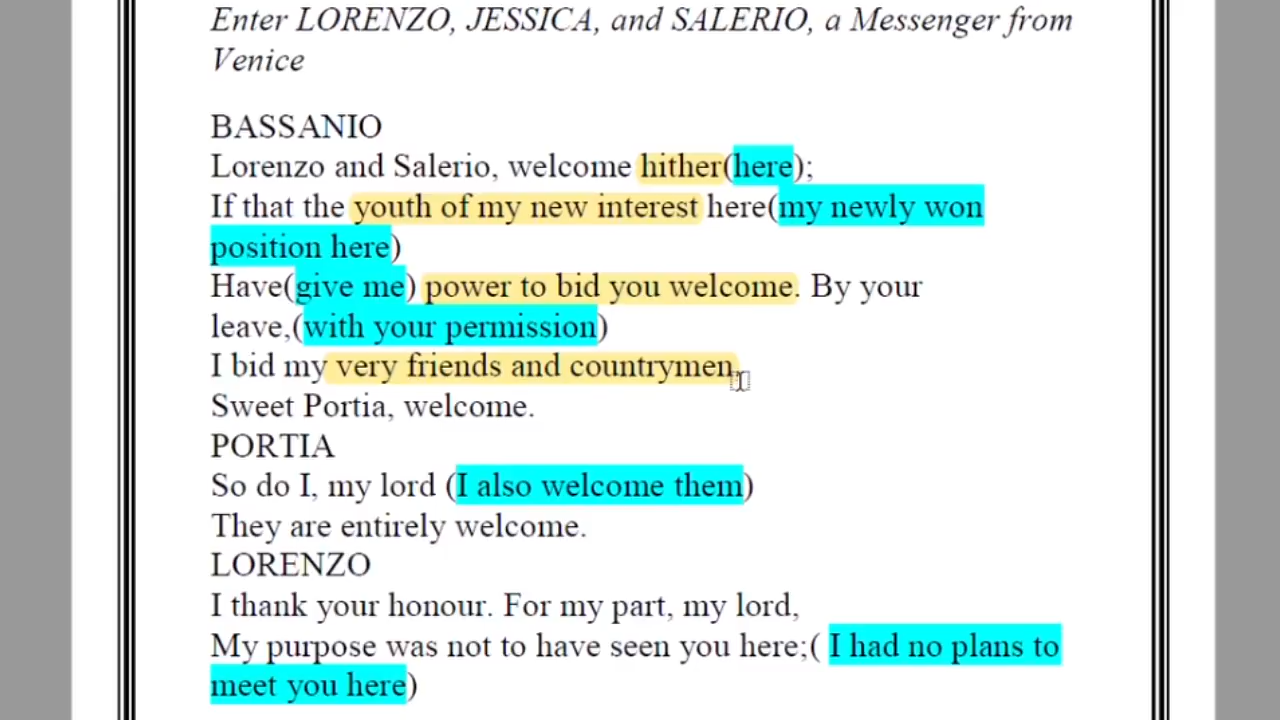 Enter LORENZO, JESSICA, and SALERIO, a Messenger from
Venice
BASSANIO
Lorenzo and Salerio, welcome hither(here);
If that the youth of my new interest here(my newly won
position here)
Have(give me) power to bid you welcome. By your
leave,(with your permission)
I bid my very friends and countrymen,
Sweet Portia, welcome.
PORTIA
So do I, my lord (I also welcome them)
They are entirely welcome.
LORENZO
I thank your honour. For my part, my lord,
My purpose was not to have seen you here;( I had no plans to
meet you here)